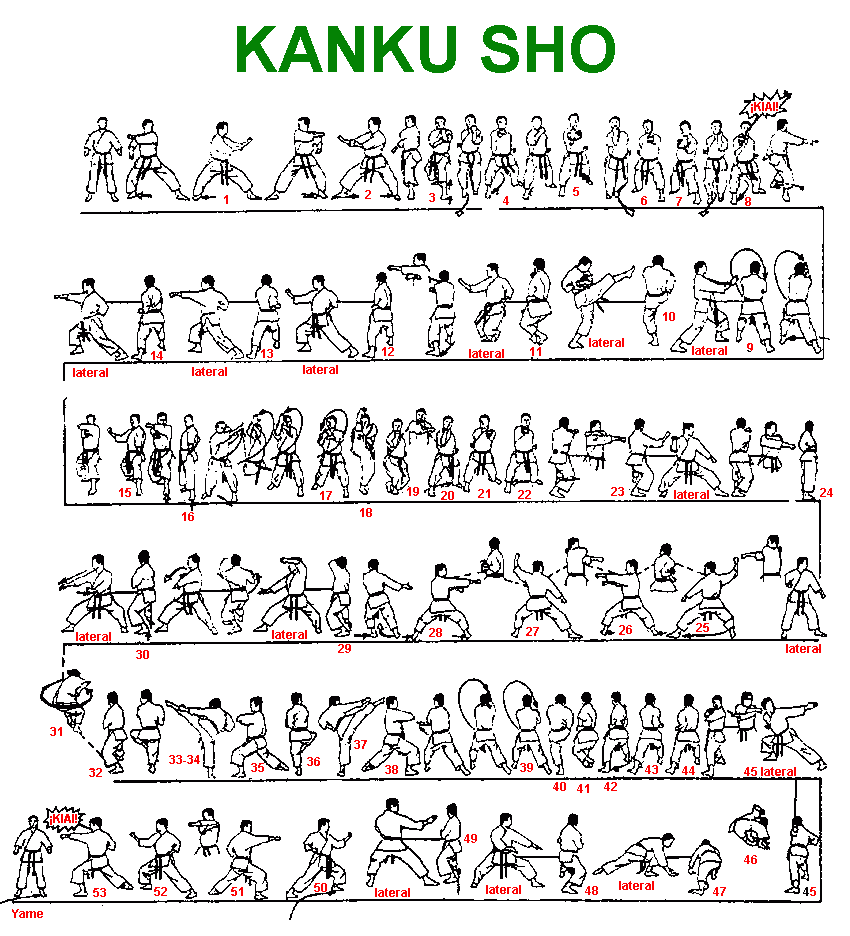 KANKU SHO
¡KIAI!
1 2 3 4 5 6 7 8
lateral 14 lateral 13 lateral 12 lateral 11 lateral 10 lateral 9
15 16 17 18 19 20 21 22 23 lateral 24
lateral 30 lateral 29 28 27 26 25 lateral
31 32 33-34 35 36 37 38 39 40 41 42 43 44 45 lateral
¡KIAI!
Yame 53 52 51 50 lateral 49 lateral 48 lateral 47 46 45